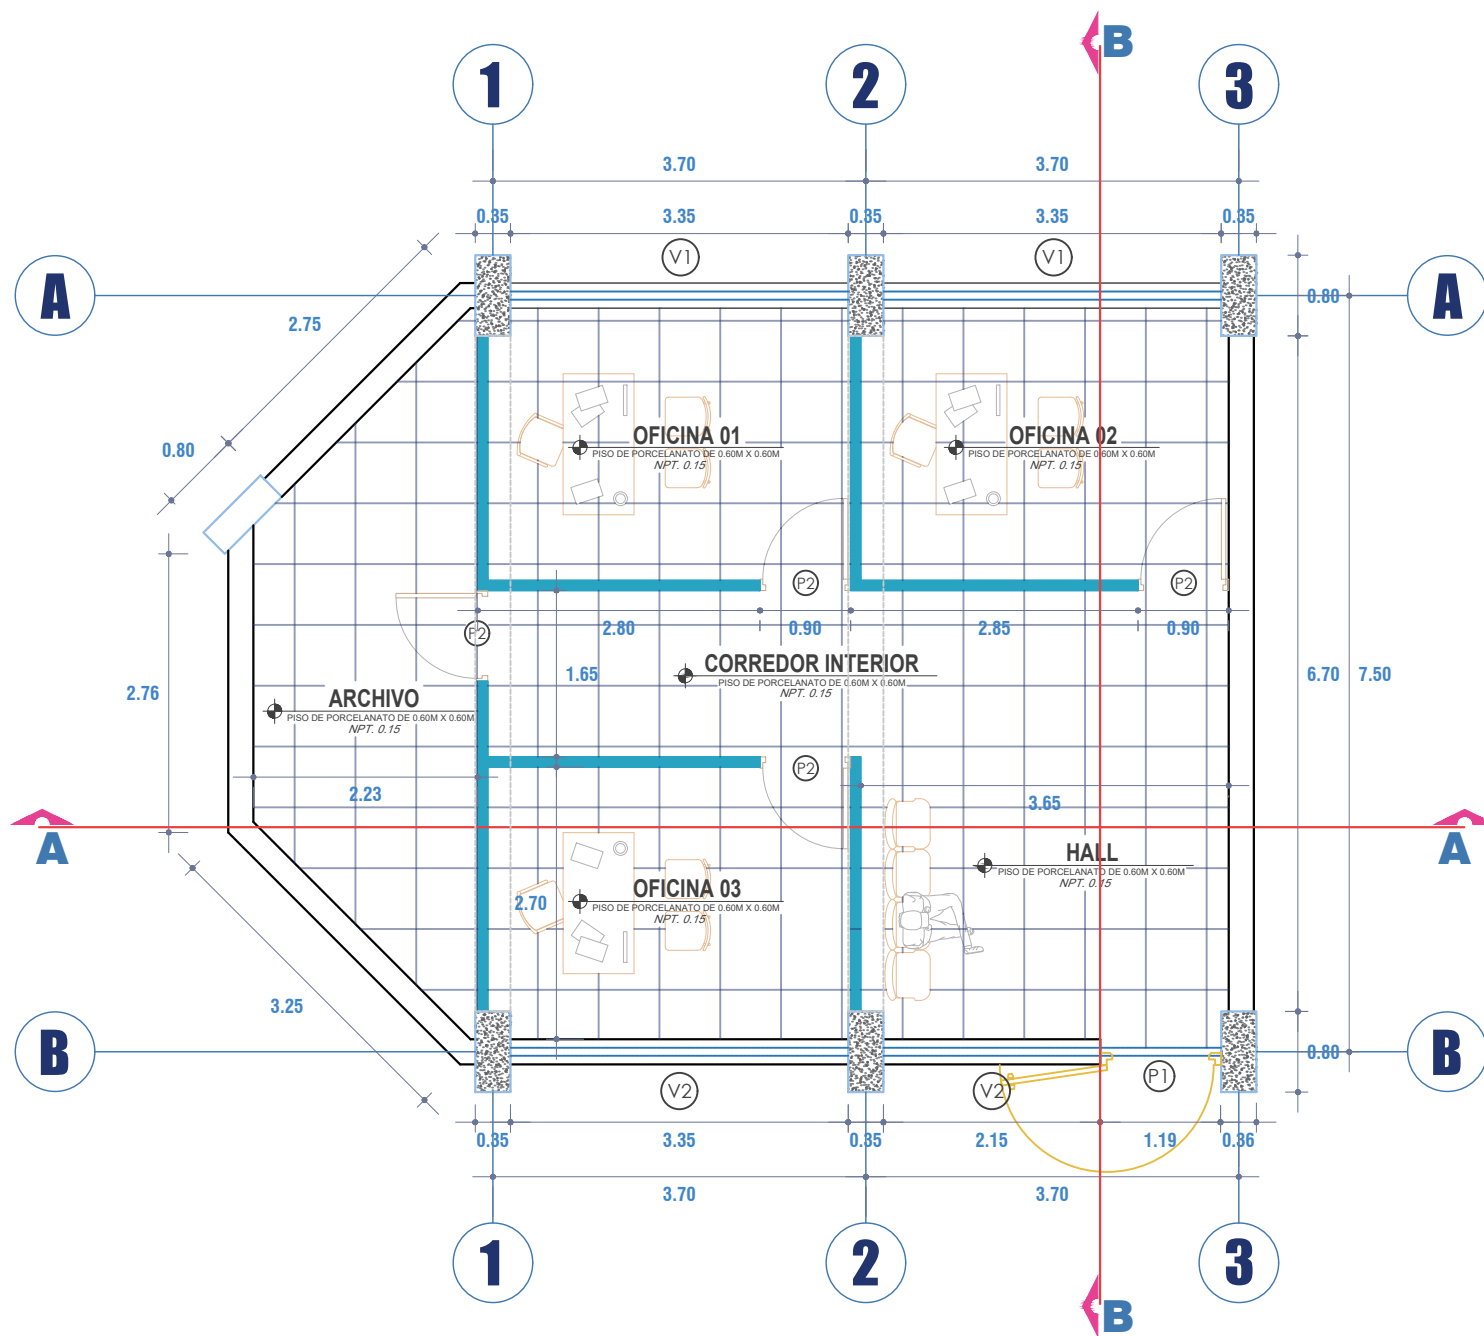 B
1 2 3
3.70 3.70
0.35 3.35 0.35 3.35 0.35
V1 V1
A A
0.80
2.75
0.80
OFICINA 01
PISO DE PORCELANATO DE 0.60M X 0.60M
NPT. 0.15
OFICINA 02
PISO DE PORCELANATO DE 0.60M X 0.60M
NPT. 0.15
P2 P2
2.80 0.90 2.85 0.90
P2
1.65
CORREDOR INTERIOR
PISO DE PORCELANATO DE 0.60M X 0.60M
NPT. 0.15
6.70 7.50
2.76
ARCHIVO
PISO DE PORCELANATO DE 0.60M X 0.60M
NPT. 0.15
P2
2.23
3.65
A A
HALL
PISO DE PORCELANATO DE 0.60M X 0.60M
NPT. 0.15
OFICINA 03
PISO DE PORCELANATO DE 0.60M X 0.60M
NPT. 0.15
2.70
3.25
B B
0.80
V2 V2 P1
0.35 3.35 0.35 2.15 1.19 0.36
3.70 3.70
1 2 3
B